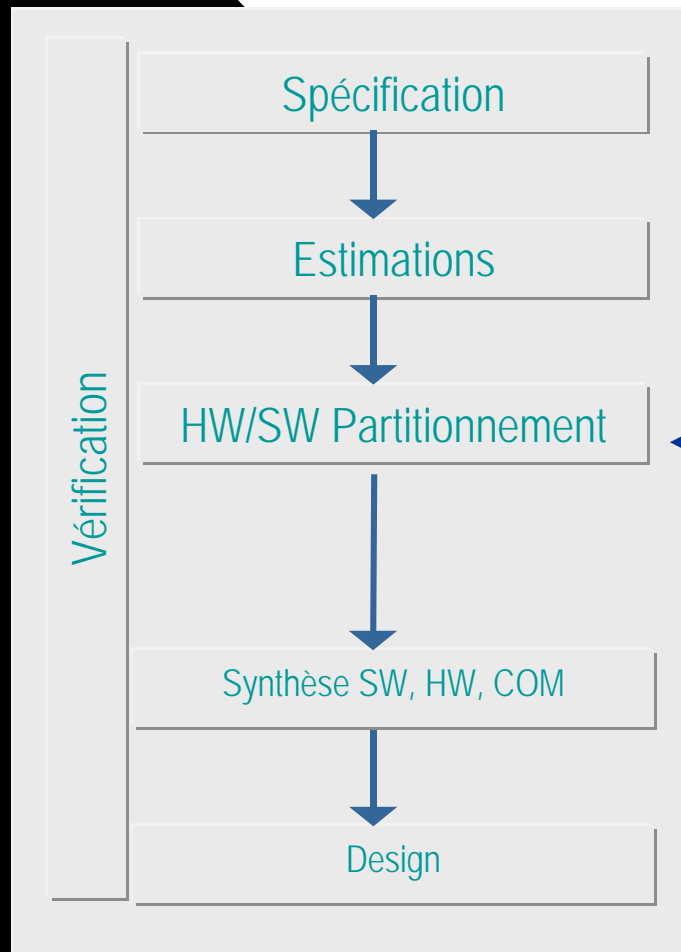 Spécification
Estimations
HW/SW Partitionnement
Vérification
Synthèse SW, HW, COM
Design